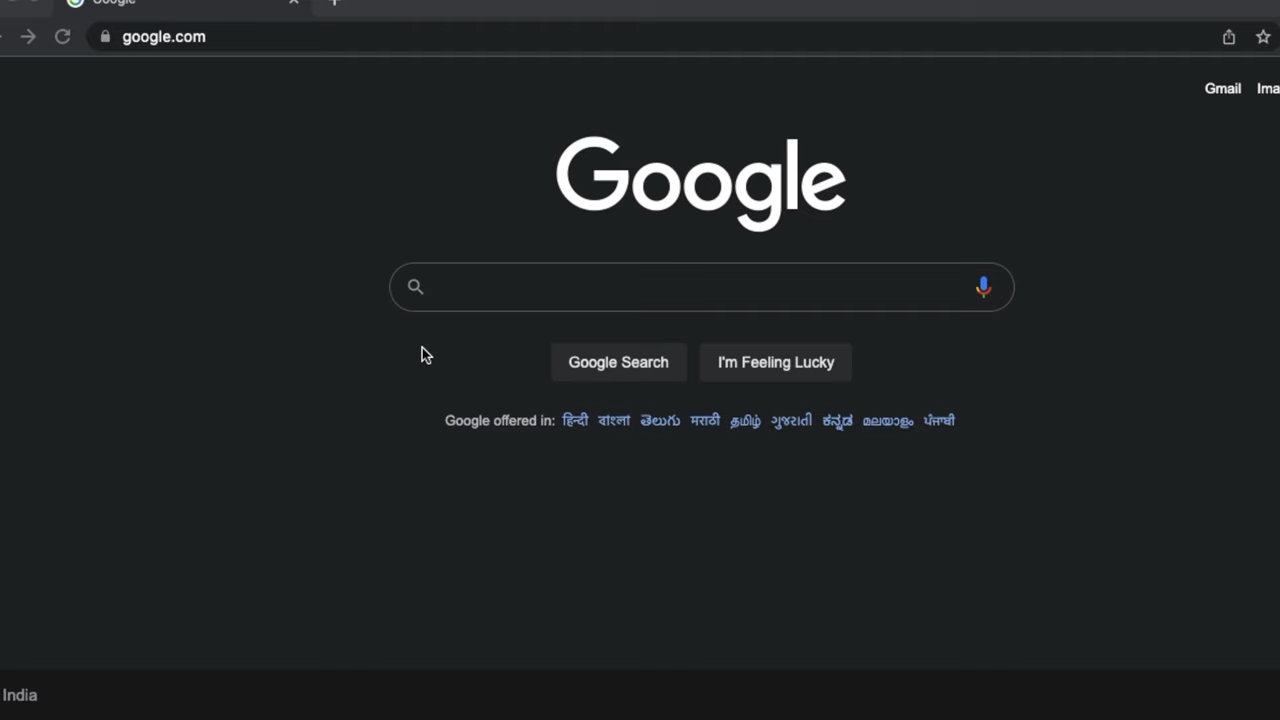 Google
google.com
Gmail
Google
Google Search
I'm Feeling Lucky
Google offered in: हिन्दी বাংলা తెలుగు मराठी தமிழ் ગુજરાતી ಕನ್ನಡ മലയാളം ਪੰਜਾਬੀ
India